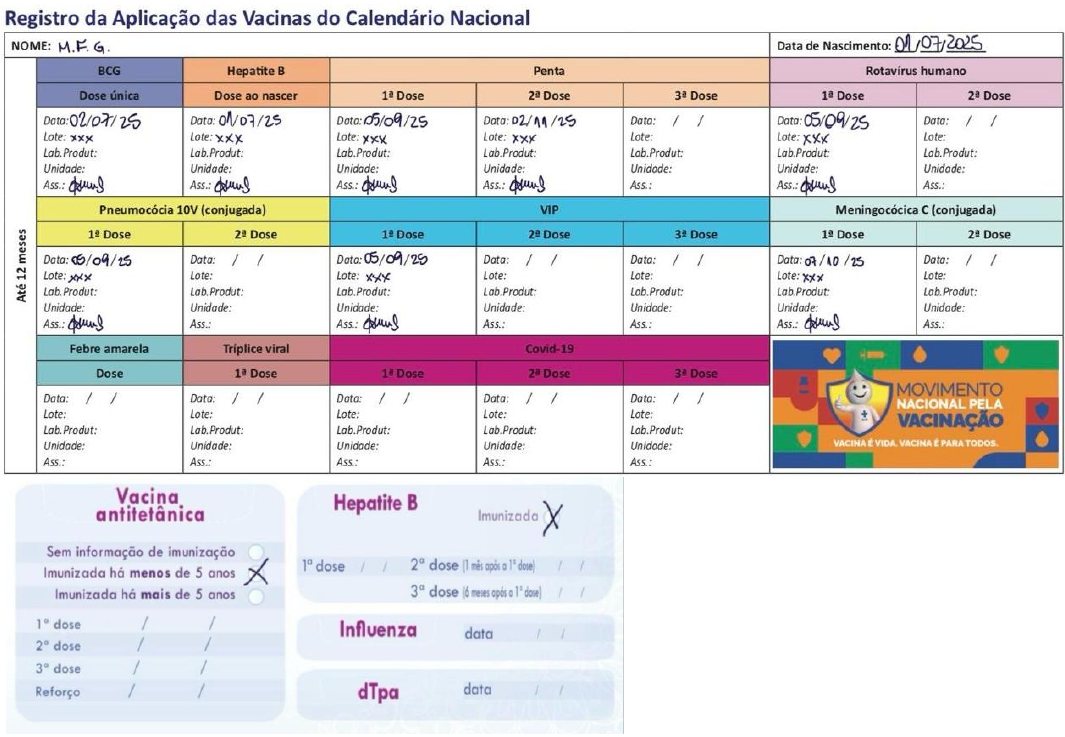 Registro da Aplicação das Vacinas do Calendário Nacional
NOME: M.F.G. Data de Nascimento: 01/07/2025
Até 12 meses
BCG Hepatite B Penta Rotavírus humano
Dose única Dose ao nascer 1ª Dose 2ª Dose 3ª Dose 1ª Dose 2ª Dose
Data: 02/07/25 Data: 01/07/25 Data: 05/09/25 Data: 02/11/25 Data: / / Data: 05/09/25 Data: / /
Lote: xxx Lote: xxx Lote: xxx Lote: xxx Lote: Lote: xxx Lote:
Lab.Produt: Lab.Produt: Lab.Produt: Lab.Produt: Lab.Produt: Lab.Produt: Lab.Produt:
Unidade: Unidade: Unidade: Unidade: Unidade: Unidade: Unidade:
Ass.: Ass.: Ass.: Ass.: Ass.: Ass.: Ass.:
Pneumocócia 10V (conjugada) VIP Meningocócica C (conjugada)
1ª Dose 2ª Dose 1ª Dose 2ª Dose 3ª Dose 1ª Dose 2ª Dose
Data: 05/09/25 Data: / / Data: 05/09/25 Data: / / Data: / / Data: 07/10/25 Data: / /
Lote: xxx Lote: Lote: xxx Lote: Lote: Lote: xxx Lote:
Lab.Produt: Lab.Produt: Lab.Produt: Lab.Produt: Lab.Produt: Lab.Produt: Lab.Produt:
Unidade: Unidade: Unidade: Unidade: Unidade: Unidade: Unidade:
Ass.: Ass.: Ass.: Ass.: Ass.: Ass.: Ass.:
Febre amarela Tríplice viral Covid-19
Dose 1ª Dose 1ª Dose 2ª Dose 3ª Dose
Data: / / Data: / / Data: / / Data: / / Data: / /
Lote: Lote: Lote: Lote: Lote:
Lab.Produt: Lab.Produt: Lab.Produt: Lab.Produt: Lab.Produt:
Unidade: Unidade: Unidade: Unidade: Unidade:
Ass.: Ass.: Ass.: Ass.: Ass.:
MOVIMENTO
NACIONAL PELA
VACINAÇÃO
VACINA É VIDA. VACINA É PARA TODOS.
Vacina
antitetânica
Sem informação de imunização
Imunizada há menos de 5 anos X
Imunizada há mais de 5 anos
1ª dose / /
2ª dose / /
3ª dose / /
Reforço / /
Hepatite B Imunizada X
1ª dose / / 2ª dose (1 mês após a 1ª dose) / /
3ª dose (6 meses após a 1ª dose) / /
Influenza data / /
dTpa data / /